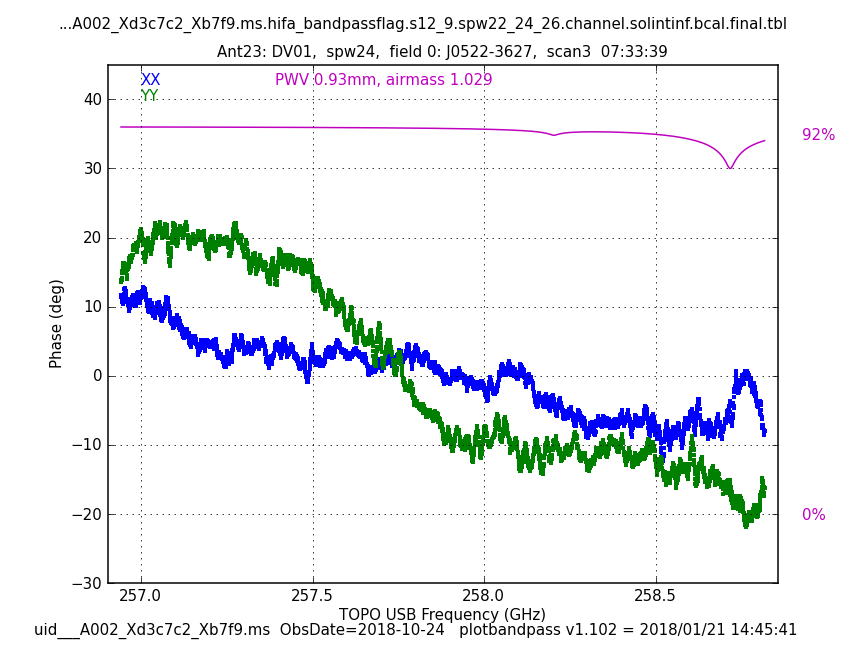 ...A002_Xd3c7c2_Xb7f9.ms.hifa_bandpassflag.s12_9.spw22_24_26.channel.solintinf.bcal.final.tbl
Ant23: DV01,  spw24,  field 0: J0522-3627,  scan3  07:33:39
XX
YY
PWV 0.93mm, airmass 1.029
92%
0%
40
30
20
10
0
−10
−20
−30
Phase (deg)
257.0
257.5
258.0
258.5
TOPO USB Frequency (GHz)
uid___A002_Xd3c7c2_Xb7f9.ms  ObsDate=2018-10-24   plotbandpass v1.102 = 2018/01/21 14:45:41